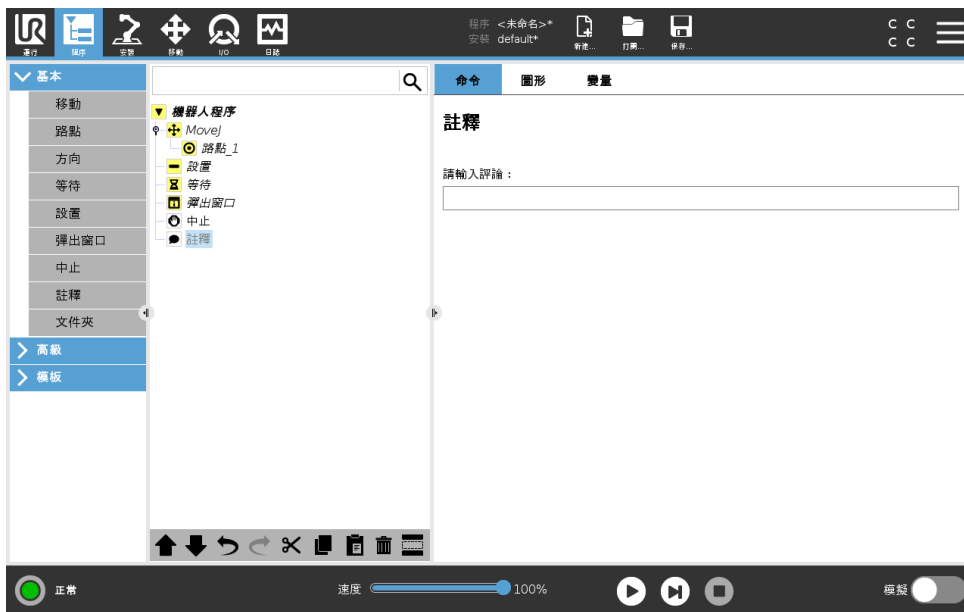 UR
運行
程序
安裝
移動
I/O
日誌
程序 <未命名>*
安裝 default*
新建...
打開...
保存...
C C
C C
基本
移動
路點
方向
等待
設置
彈出窗口
中止
註釋
文件夾
高級
模板
機器人程序
MoveJ
路點_1
設置
等待
彈出窗口
中止
註釋
命令
圖形
變量
註釋
請輸入評論：
正常
速度
100%
模擬